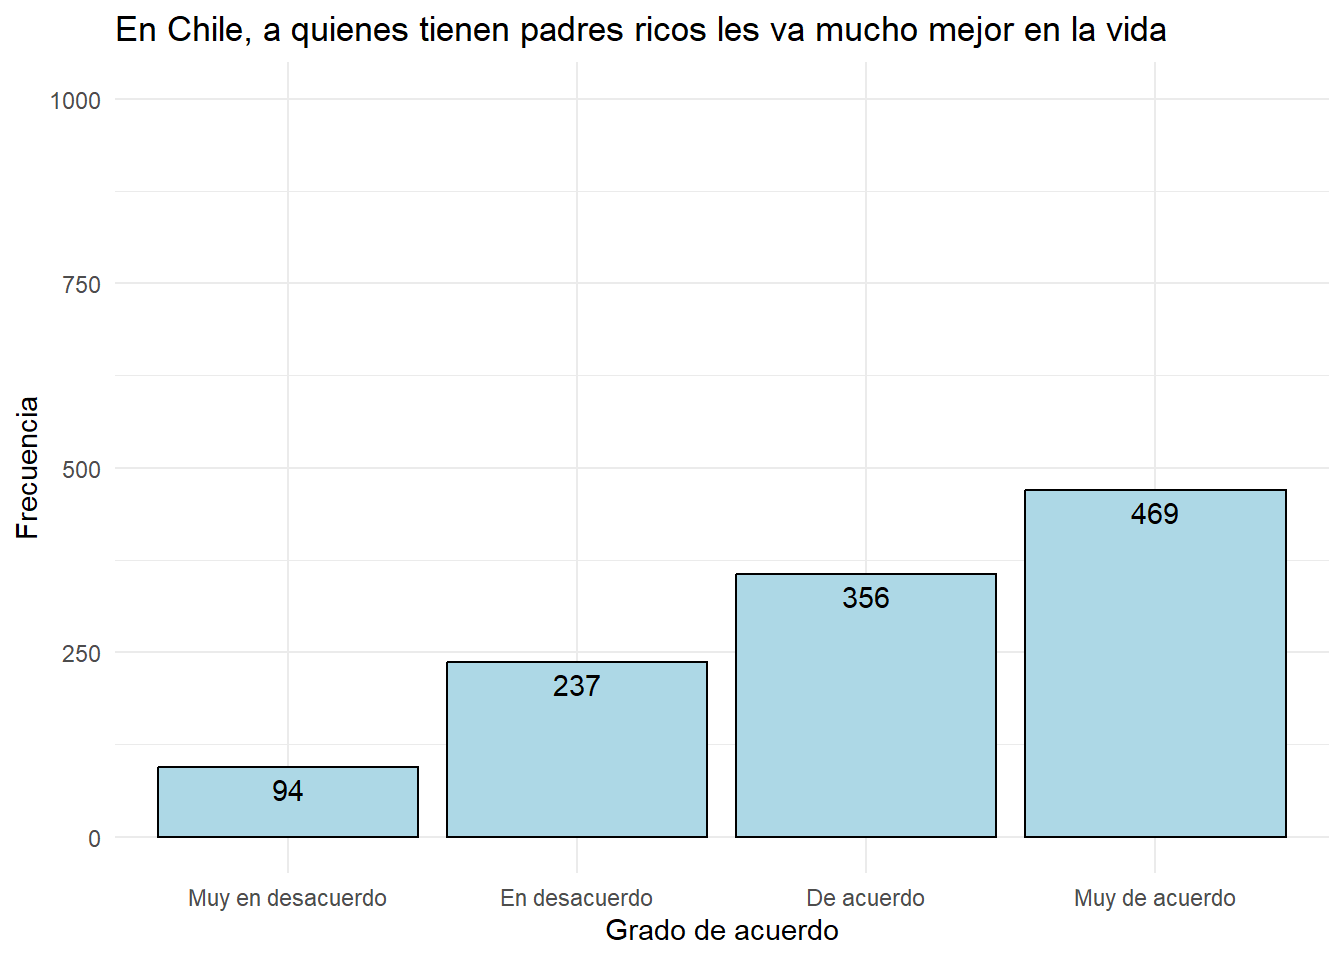 En Chile, a quienes tienen padres ricos les va mucho mejor en la vida
1000
750
500
250
0
Frecuencia
94
237
356
469
Muy en desacuerdo
En desacuerdo
De acuerdo
Muy de acuerdo
Grado de acuerdo